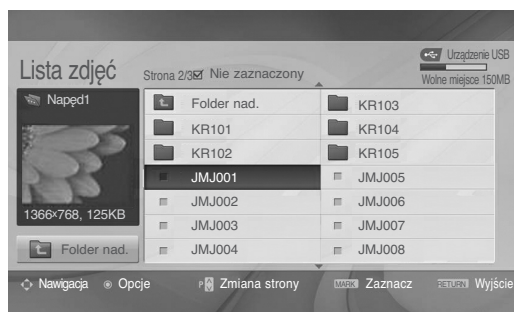 Urządzenie USB
Lista zdjęć
Strona 2/3
Nie zaznaczony
Wolne miejsce 150MB
Napęd1
1366×768, 125KB
Folder nad.
Folder nad.
KR101
KR102
JMJ001
JMJ002
JMJ003
JMJ004
KR103
KR104
KR105
JMJ005
JMJ006
JMJ007
JMJ008
Nawigacja
Opcje
P Zmiana strony
MARK Zaznacz
RETURN Wyjście